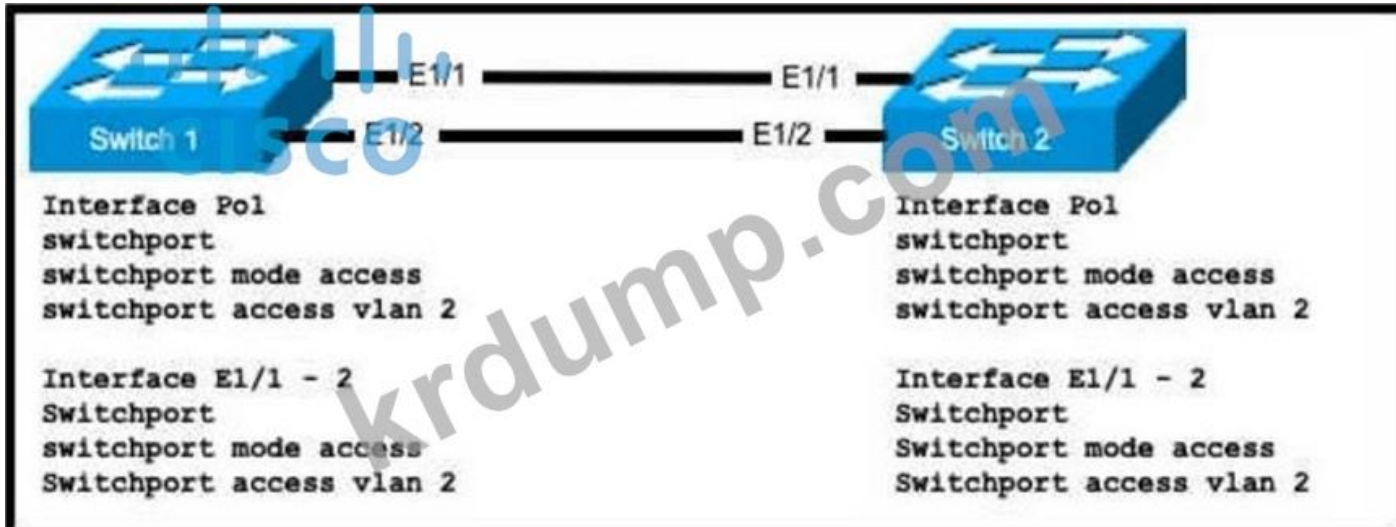 E1/1 E1/1
Switch 1 E1/2 E1/2 Switch 2
cisco
krdump.com
Interface Po1
switchport
switchport mode access
switchport access vlan 2
Interface E1/1 - 2
Switchport
switchport mode access
Switchport access vlan 2
Interface Po1
switchport
switchport mode access
switchport access vlan 2
Interface E1/1 - 2
Switchport
Switchport mode access
Switchport access vlan 2